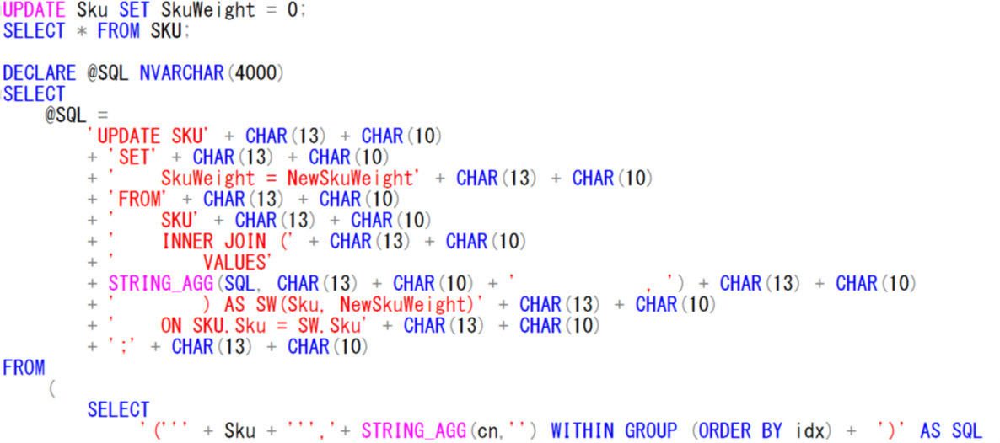 UPDATE Sku SET SkuWeight = 0;
SELECT * FROM SKU;

DECLARE @SQL NVARCHAR(4000)
SELECT
    @SQL =
        'UPDATE SKU' + CHAR(13) + CHAR(10)
        + 'SET' + CHAR(13) + CHAR(10)
        + '    SkuWeight = NewSkuWeight' + CHAR(13) + CHAR(10)
        + 'FROM' + CHAR(13) + CHAR(10)
        + '    SKU' + CHAR(13) + CHAR(10)
        + '    INNER JOIN (' + CHAR(13) + CHAR(10)
        + '        VALUES'
        + STRING_AGG(SQL, CHAR(13) + CHAR(10) + '            , ') + CHAR(13) + CHAR(10)
        + '        ) AS SW(Sku, NewSkuWeight)' + CHAR(13) + CHAR(10)
        + '    ON SKU.Sku = SW.Sku' + CHAR(13) + CHAR(10)
        + ';' + CHAR(13) + CHAR(10)
FROM
    (
        SELECT
            '(''' + Sku + ''','+ STRING_AGG(cn,'') WITHIN GROUP (ORDER BY idx) + ')' AS SQL